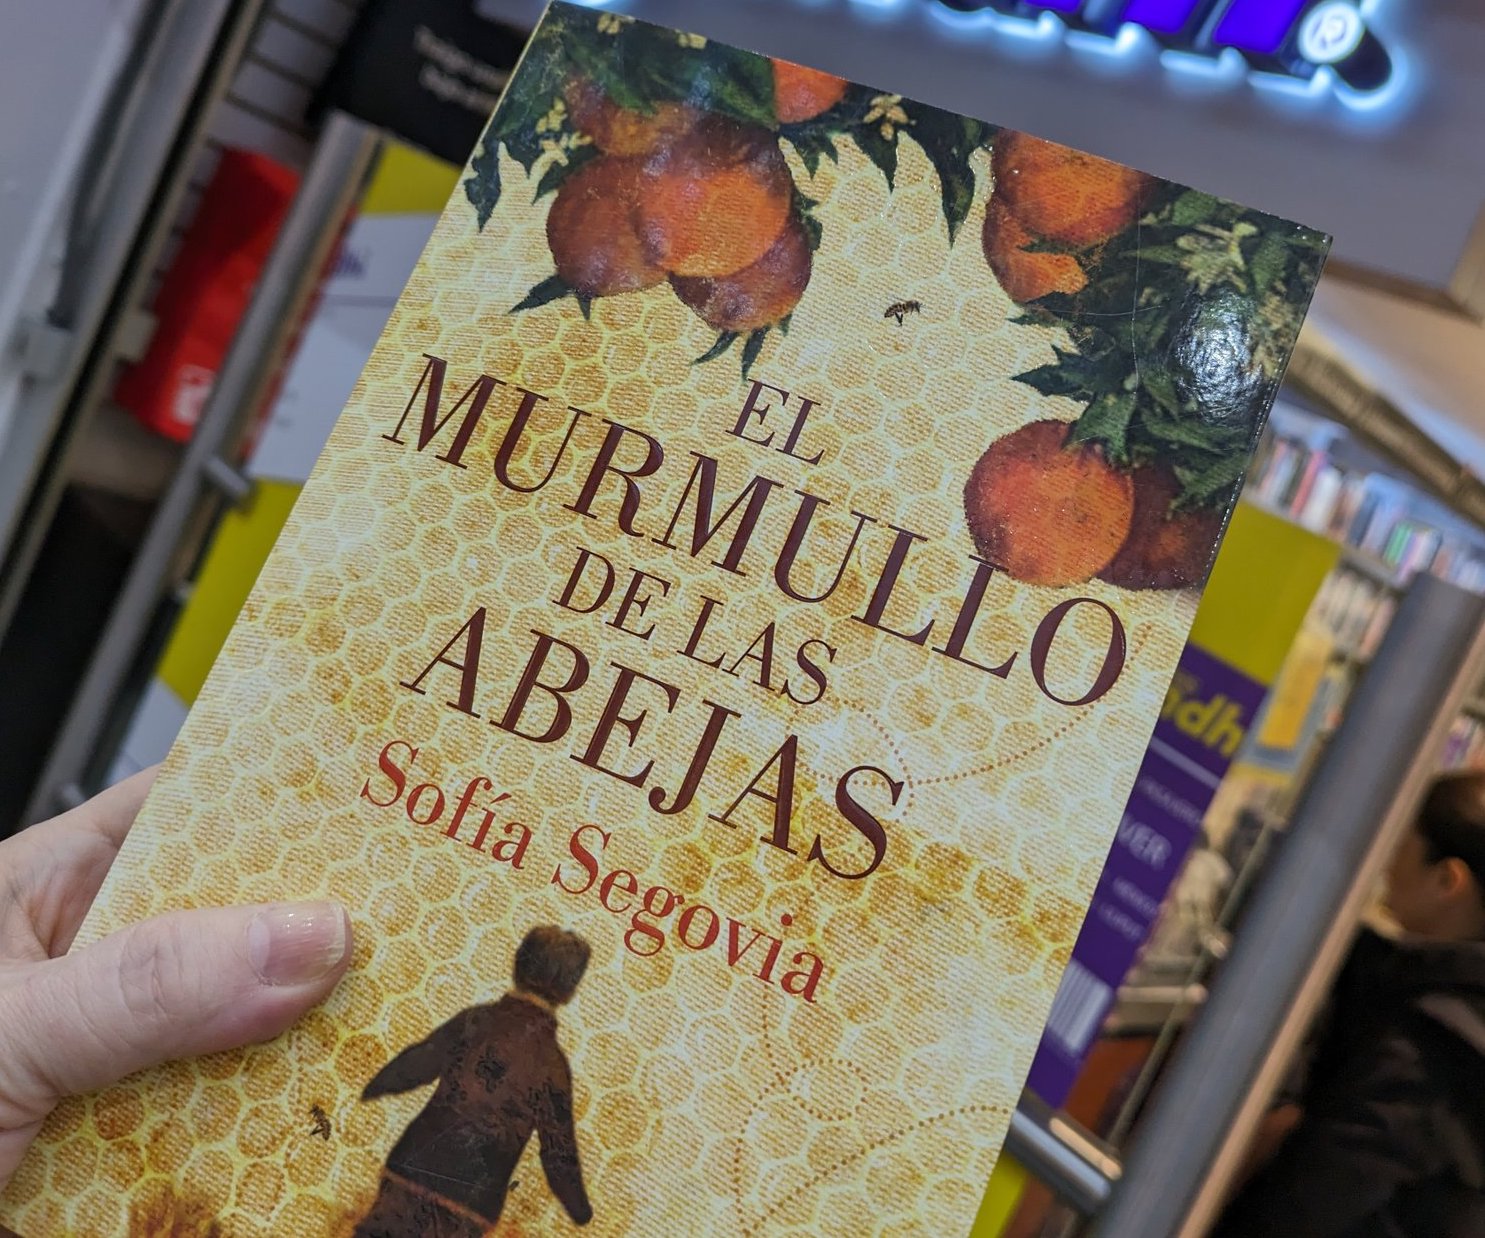 EL
MURMULLO
DE LAS
ABEJAS
Sofía Segovia